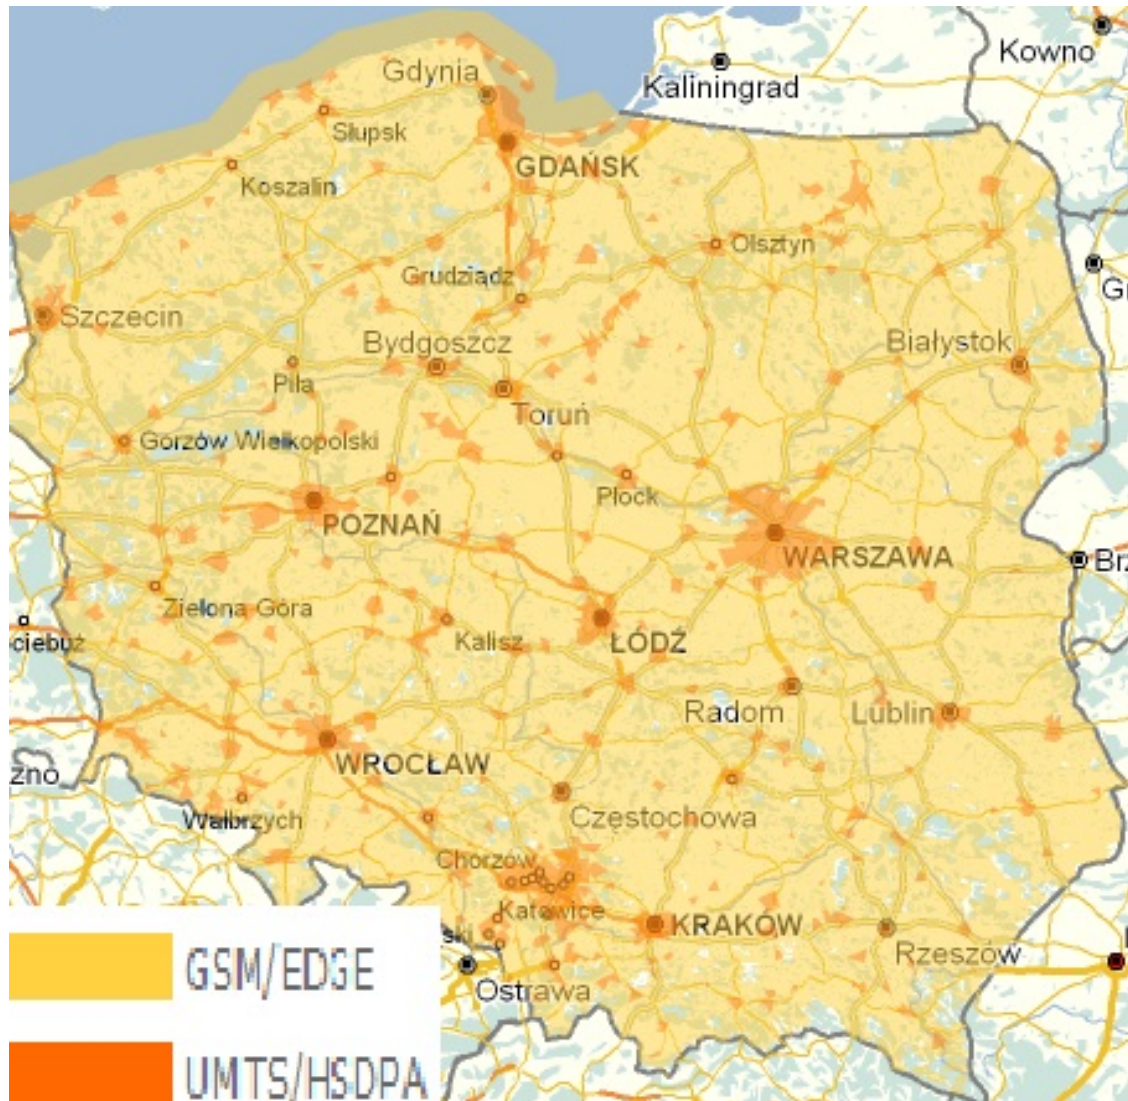 Kowno
Gdynia
Kaliningrad
Słupsk
GDAŃSK
Koszalin
Olsztyn
Grudziądz
Szczecin
Bydgoszcz
Białystok
Piła
Toruń
Gorzów Wielkopolski
Płock
POZNAŃ
WARSZAWA
Zielona Góra
Kalisz
ŁÓDŹ
Radom
Lublin
WROCŁAW
Wałbrzych
Częstochowa
Chorzów
Katowice
KRAKÓW
Rzeszów
Ostrawa
GSM/EDGE
UMTS/HSDPA